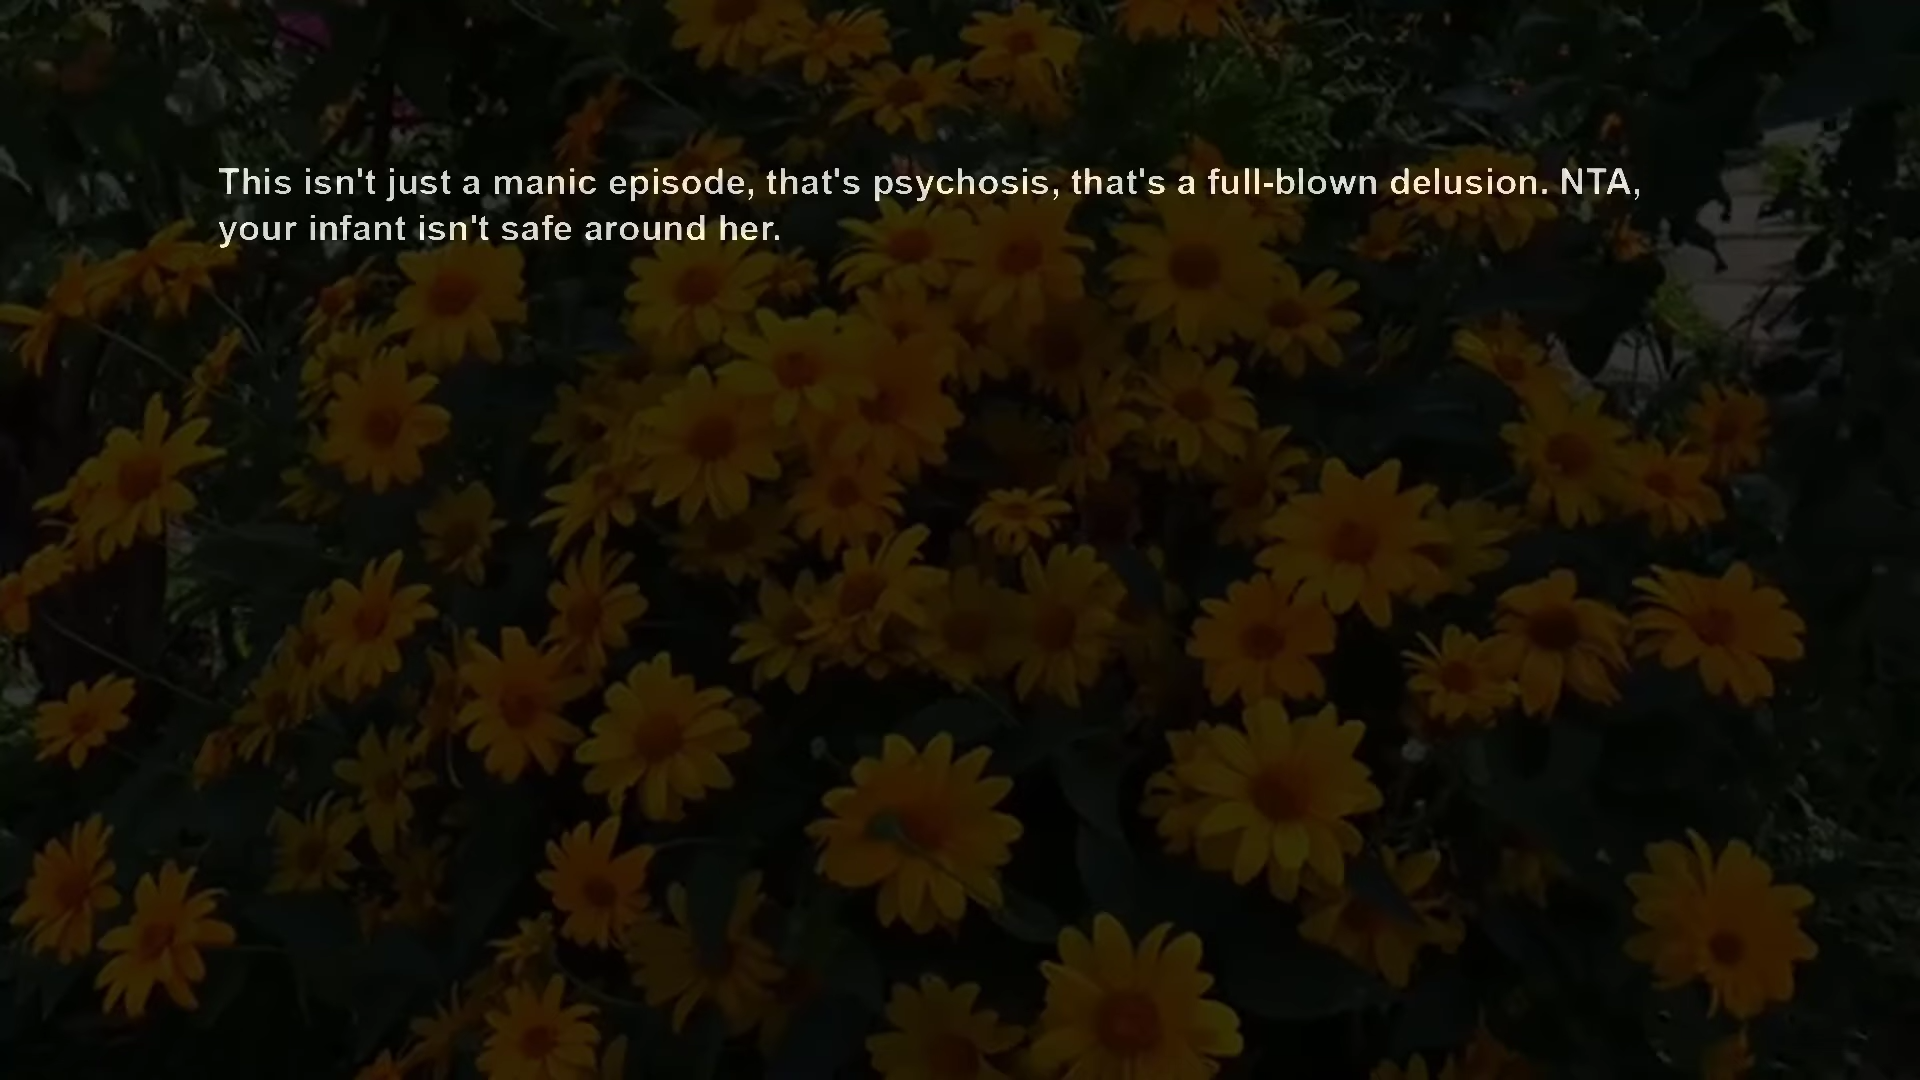 This isn't just a manic episode, that's psychosis, that's a full-blown delusion. NTA,
your infant isn't safe around her.